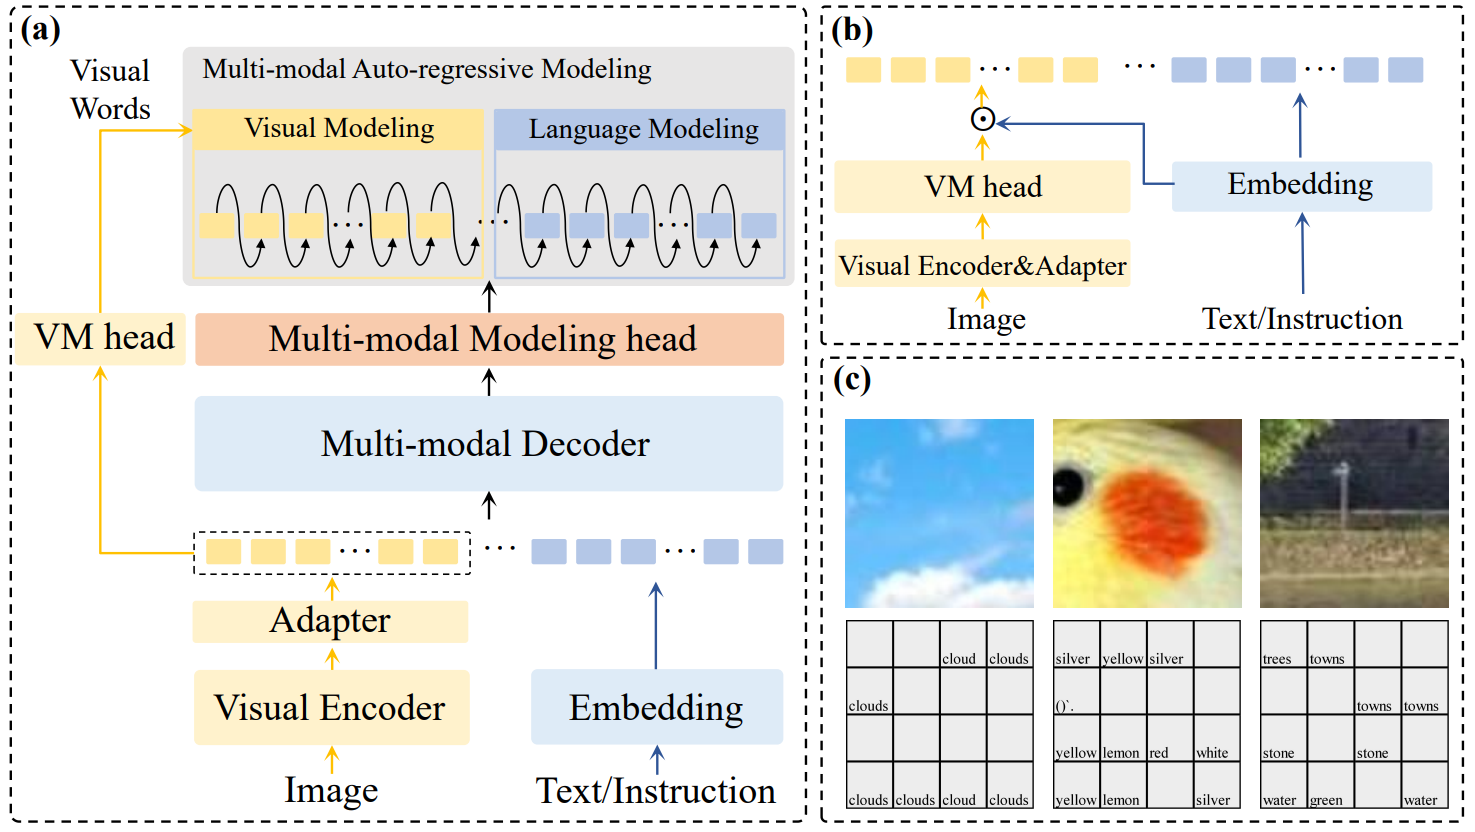 (a)
Visual
Words
Multi-modal Auto-regressive Modeling
Visual Modeling
Language Modeling
...
...
...
VM head
Multi-modal Modeling head
Multi-modal Decoder
...
...
...
Adapter
Visual Encoder
Embedding
Image
Text/Instruction
(b)
...
...
...
VM head
Embedding
Visual Encoder&Adapter
Image
Text/Instruction
(c)
cloud clouds
clouds
clouds clouds cloud clouds
silver yellow silver
()`.
yellow lemon red white
yellow lemon silver
trees towns
towns towns
stone stone
water green water